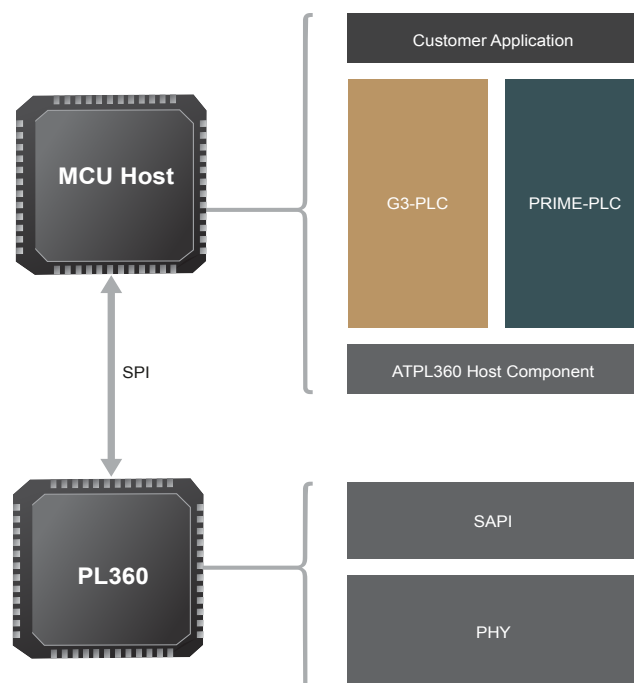 Customer Application
MCU Host
G3-PLC
PRIME-PLC
ATPL360 Host Component
SPI
SAPI
PL360
PHY